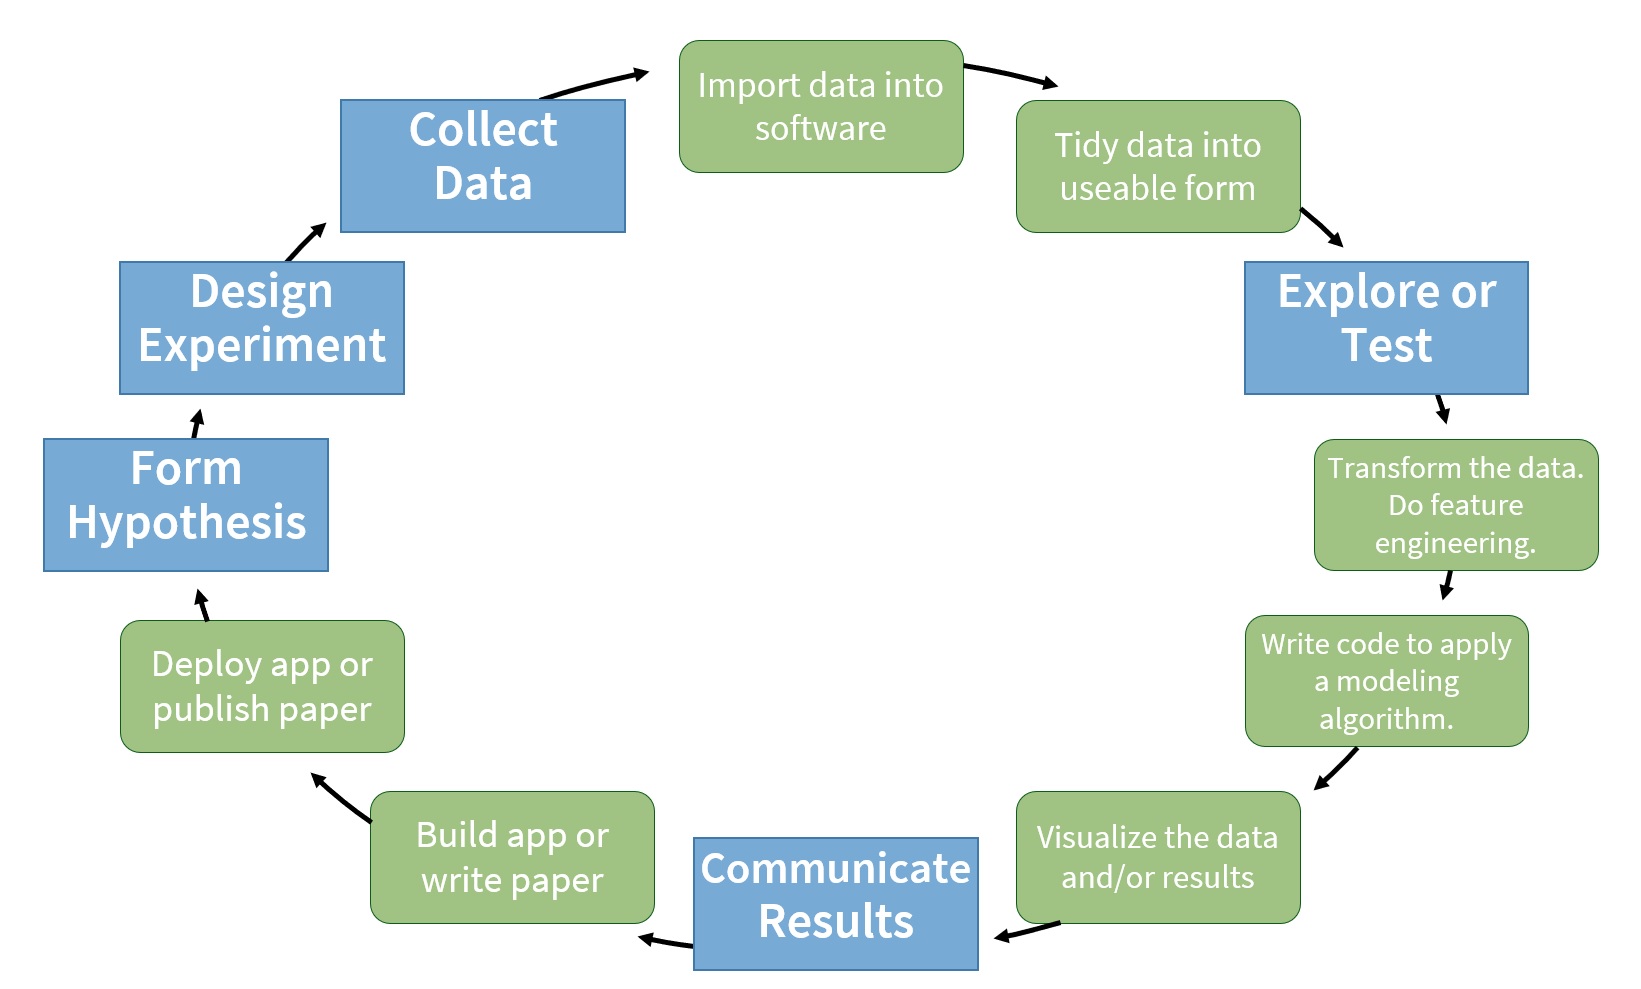 Import data into
software
Collect
Data
Tidy data into
useable form
Design
Experiment
Explore or
Test
Form
Hypothesis
Transform the data.
Do feature
engineering.
Deploy app or
publish paper
Write code to apply
a modeling
algorithm.
Build app or
write paper
Communicate
Results
Visualize the data
and/or results